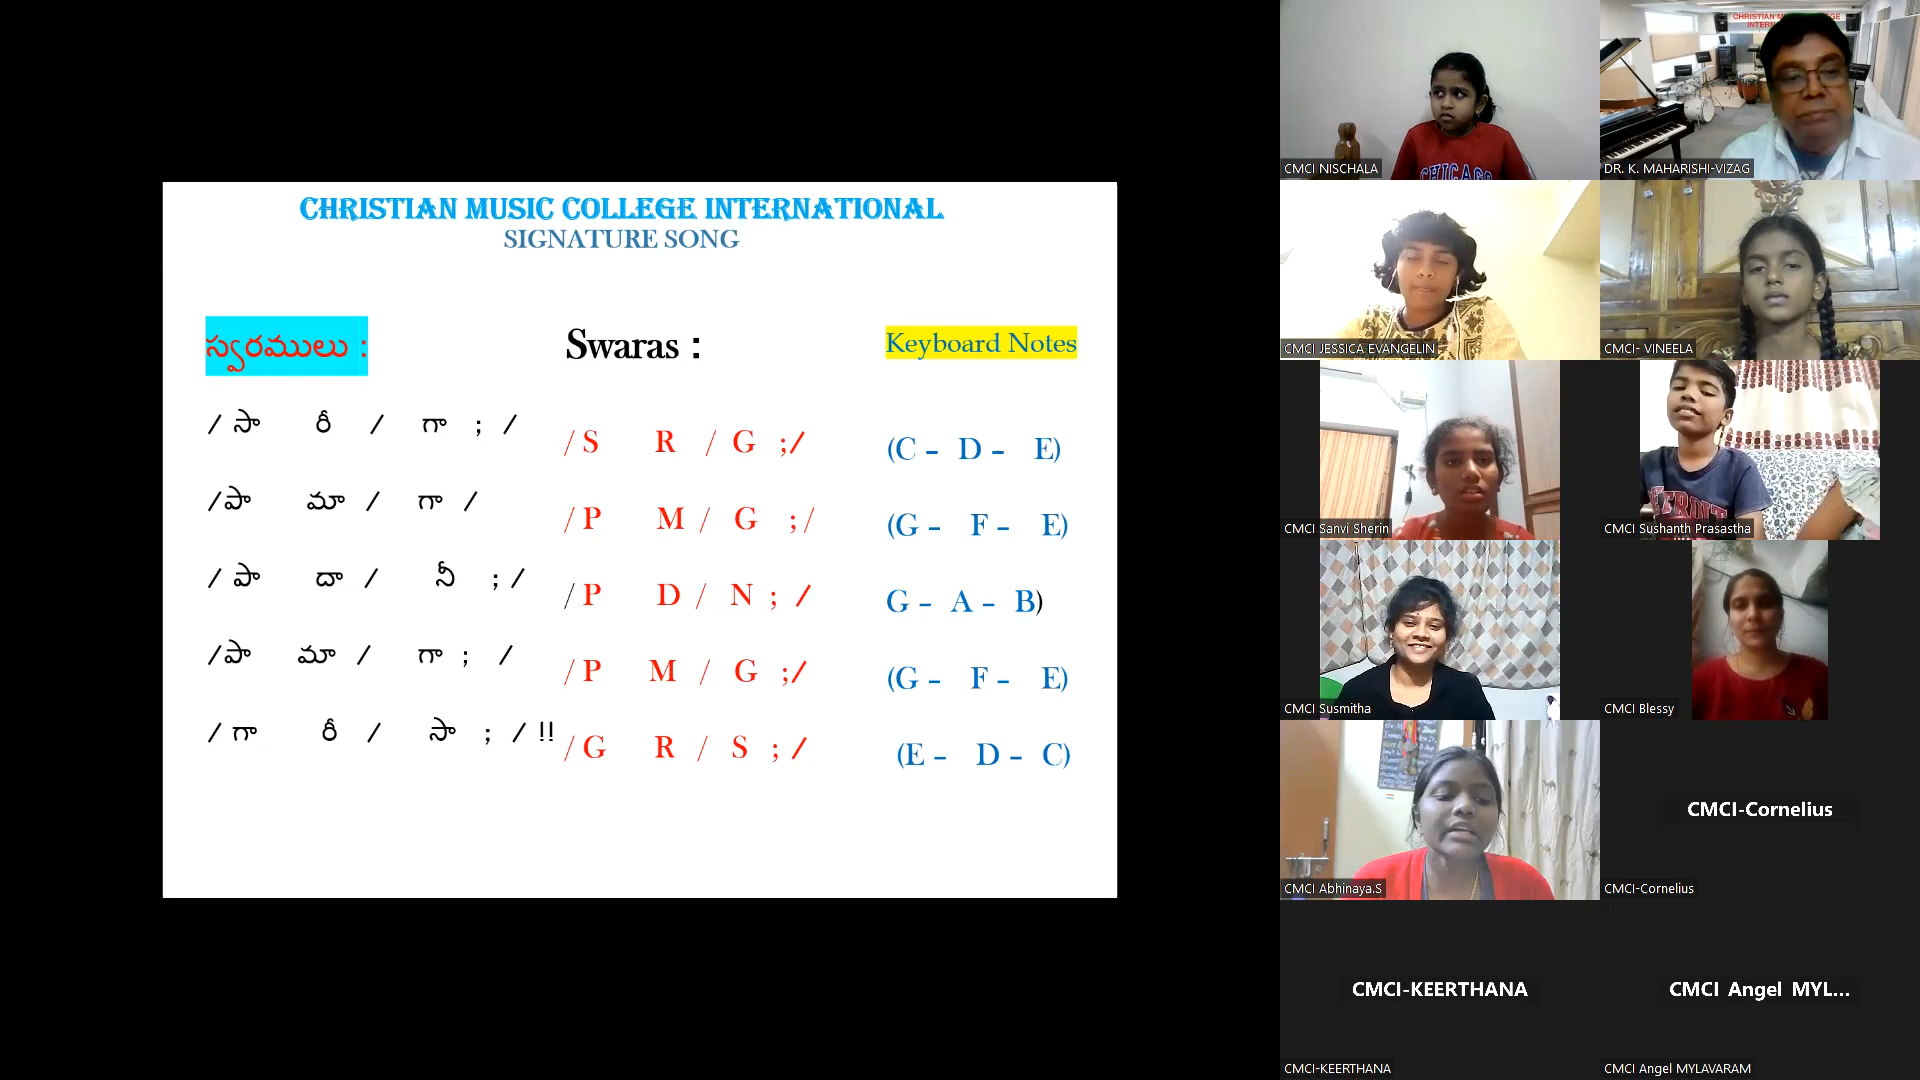 CHRISTIAN MUSIC COLLEGE INTERNATIONAL
SIGNATURE SONG
స్వరములు :
/ సా రీ / గా ; /
/పా మా / గా /
/ పా దా / నీ ; /
/పా మా / గా ; /
/ గా రీ / సా ; / !!
Swaras :
/ S R / G ;/
/ P M / G ; /
/ P D / N ; /
/ P M / G ;/
/ G R / S ; /
Keyboard Notes
(C – D – E)
(G – F – E)
G – A – B)
(G – F – E)
(E – D – C)
CMCI NISCHALA
DR. K. MAHARISHI-VIZAG
CMCI JESSICA EVANGELIN
CMCI- VINEELA
CMCI Sanvi Sherin
CMCI Sushanth Prasastha
CMCI Susmitha
CMCI Blessy
CMCI Abhinaya.S
CMCI-Cornelius
CMCI-Cornelius
CMCI-KEERTHANA
CMCI-KEERTHANA
CMCI Angel MYL...
CMCI Angel MYLAVARAM
CHICAGO